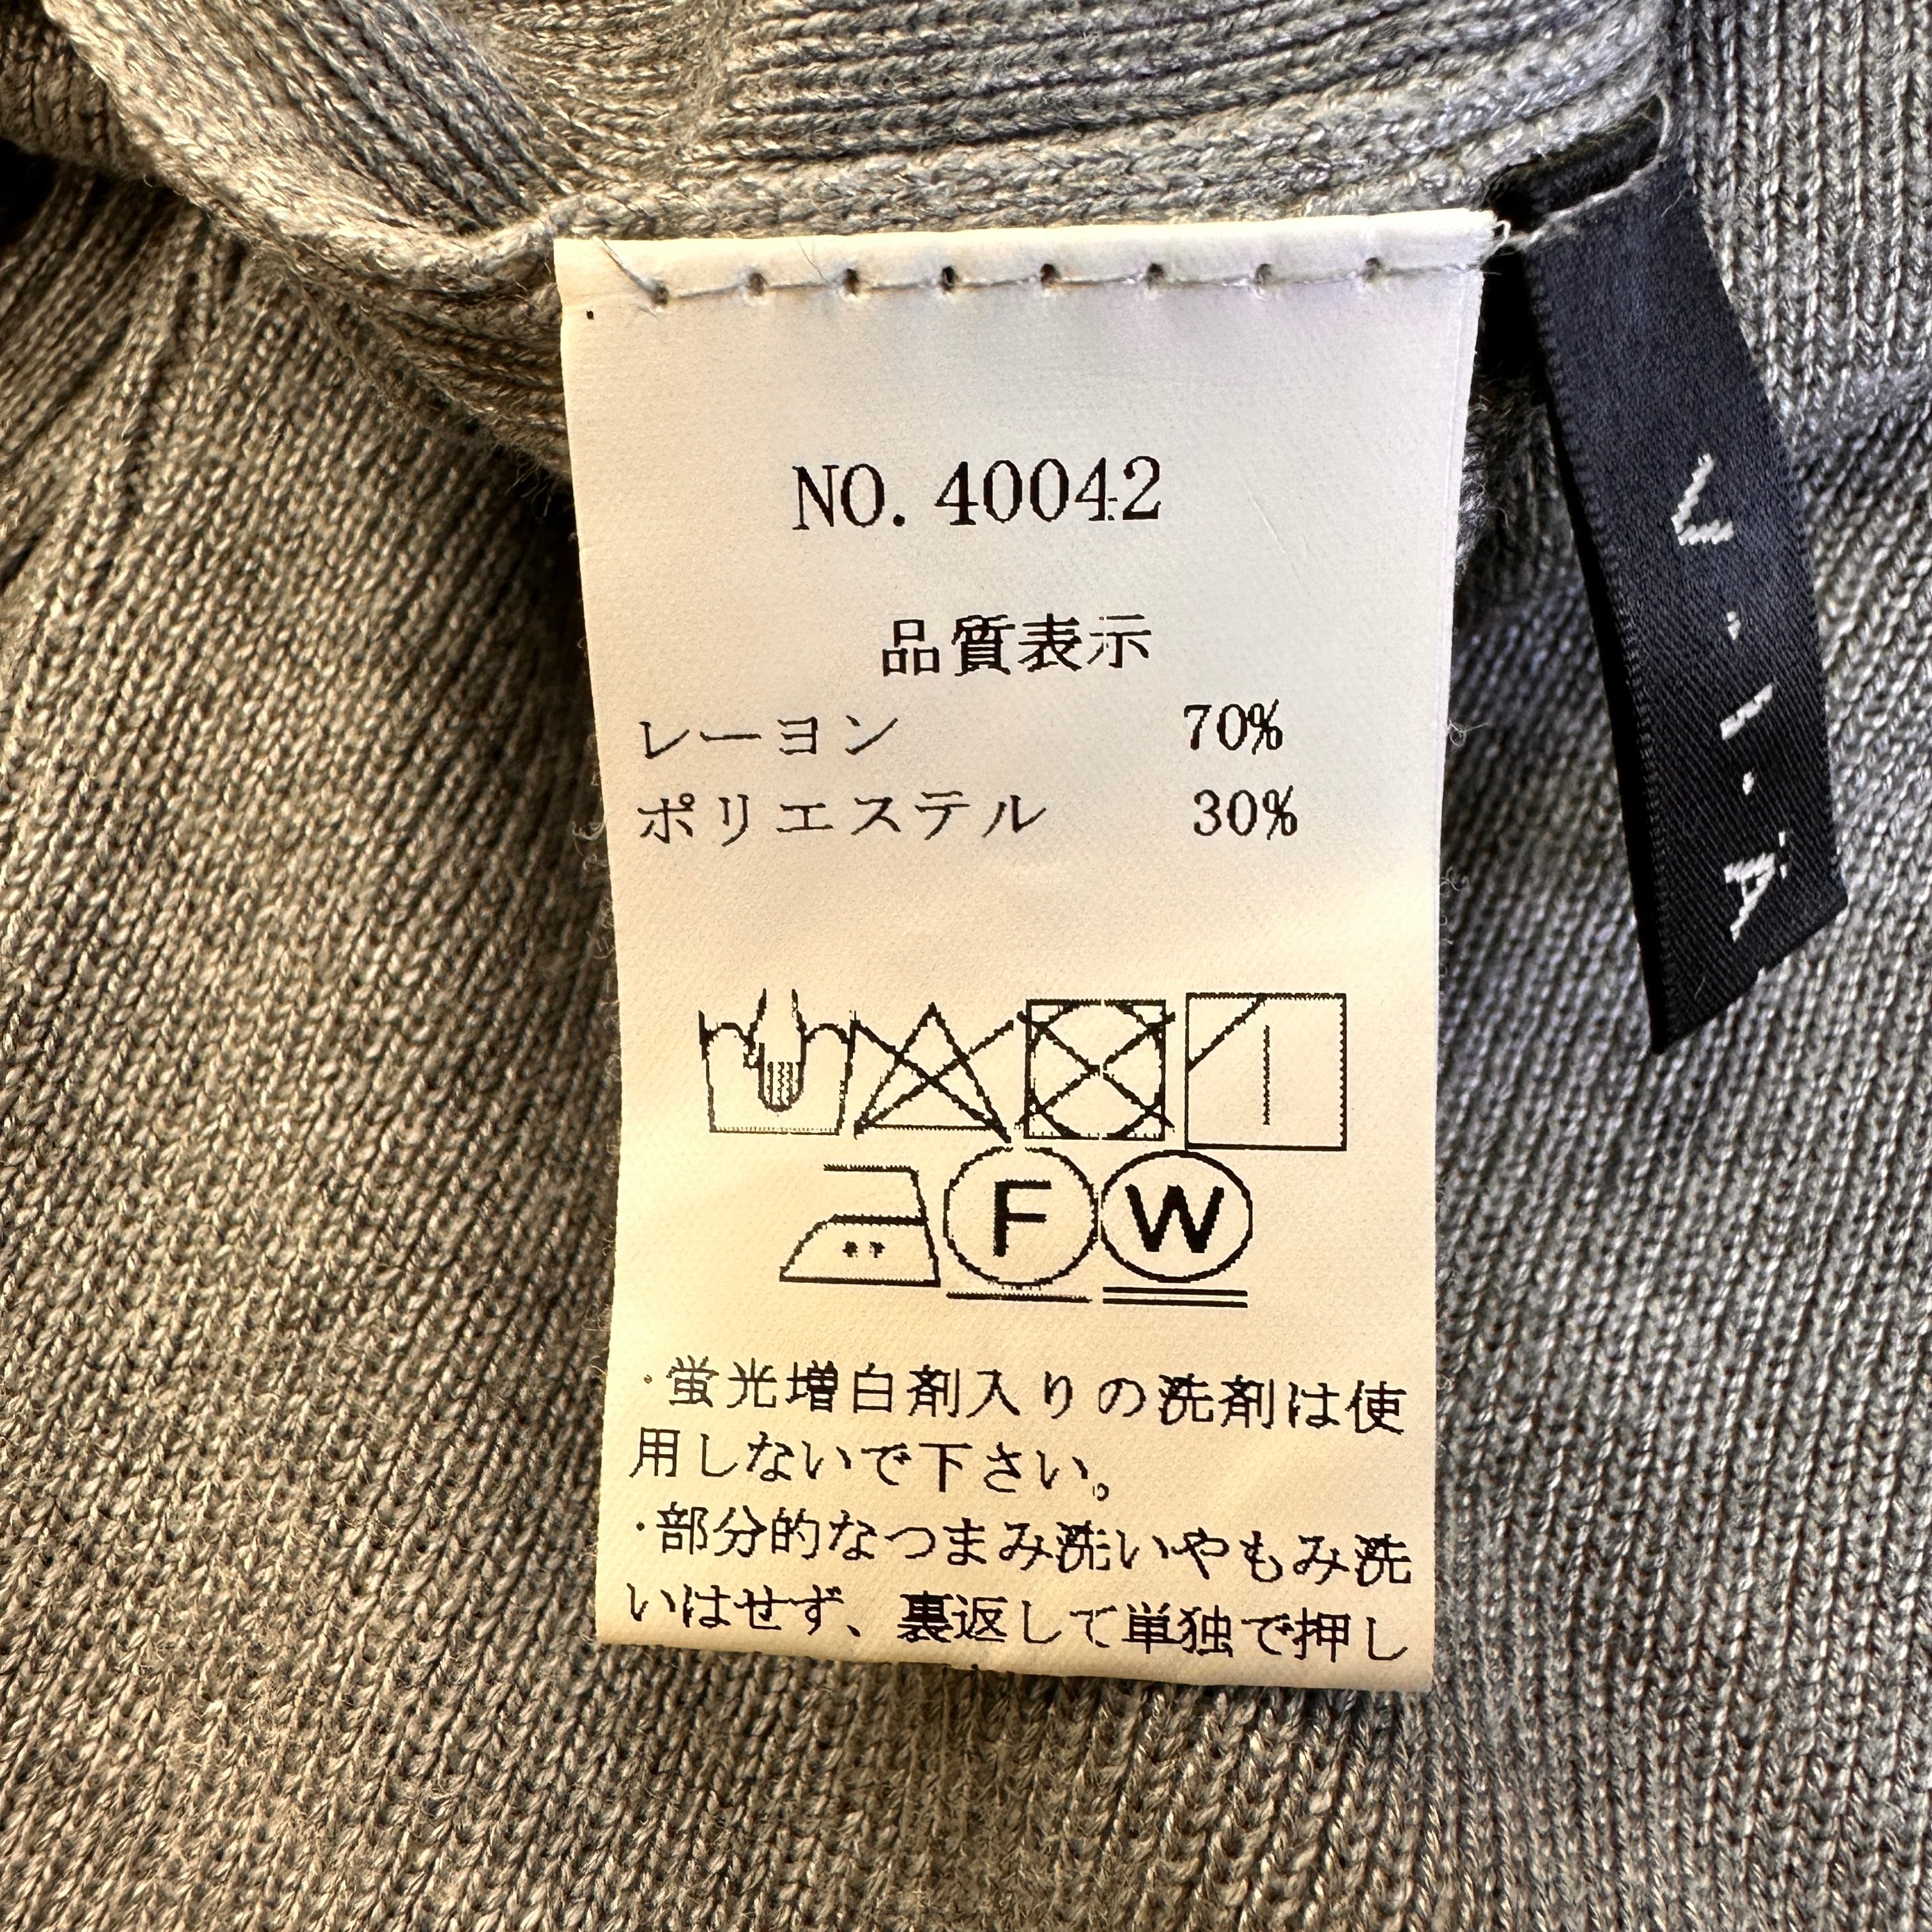 NO. 40042
品質表示
レーヨン 70%
ポリエステル 30%
F W
・蛍光増白剤入りの洗剤は使
用しないで下さい。
・部分的なつまみ洗いやもみ洗
いはせず、裏返して単独で押し
V・I・A